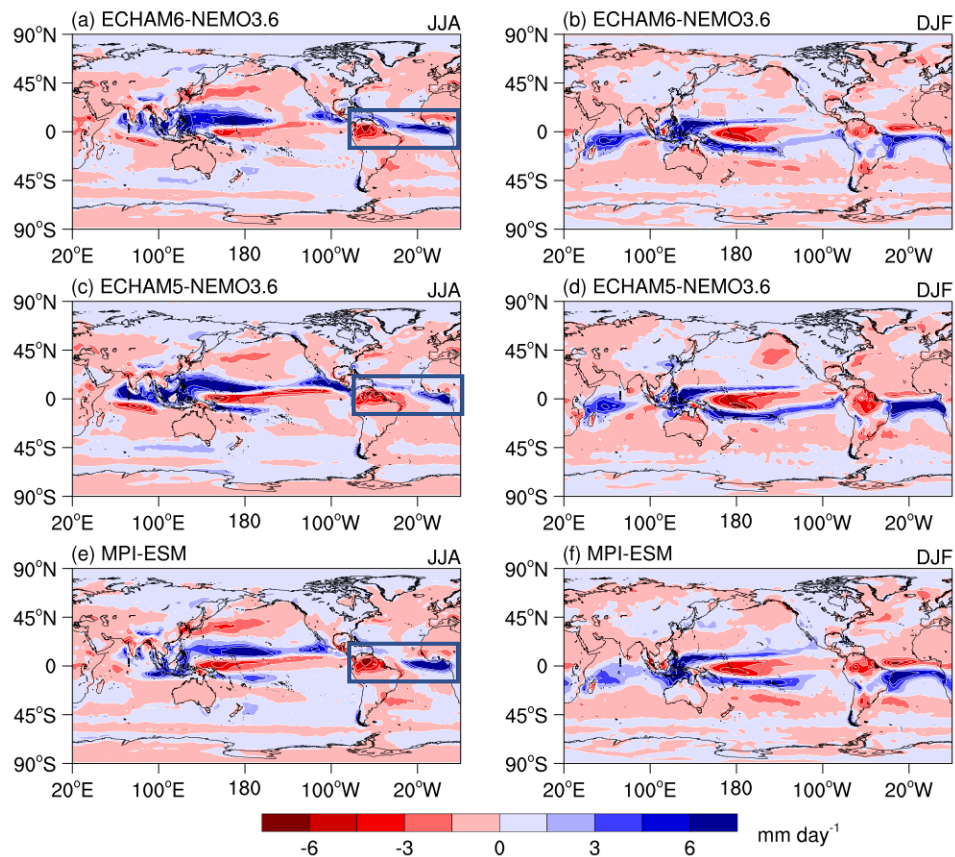 (a) ECHAM6-NEMO3.6 JJA
90°N
45°N
0
45°S
90°S
20°E 100°E 180 100°W 20°W
(b) ECHAM6-NEMO3.6 DJF
90°N
45°N
0
45°S
90°S
20°E 100°E 180 100°W 20°W
(c) ECHAM5-NEMO3.6 JJA
90°N
45°N
0
45°S
90°S
20°E 100°E 180 100°W 20°W
(d) ECHAM5-NEMO3.6 DJF
90°N
45°N
0
45°S
90°S
20°E 100°E 180 100°W 20°W
(e) MPI-ESM JJA
90°N
45°N
0
45°S
90°S
20°E 100°E 180 100°W 20°W
(f) MPI-ESM DJF
90°N
45°N
0
45°S
90°S
20°E 100°E 180 100°W 20°W
-6 -3 0 3 6 mm day⁻¹